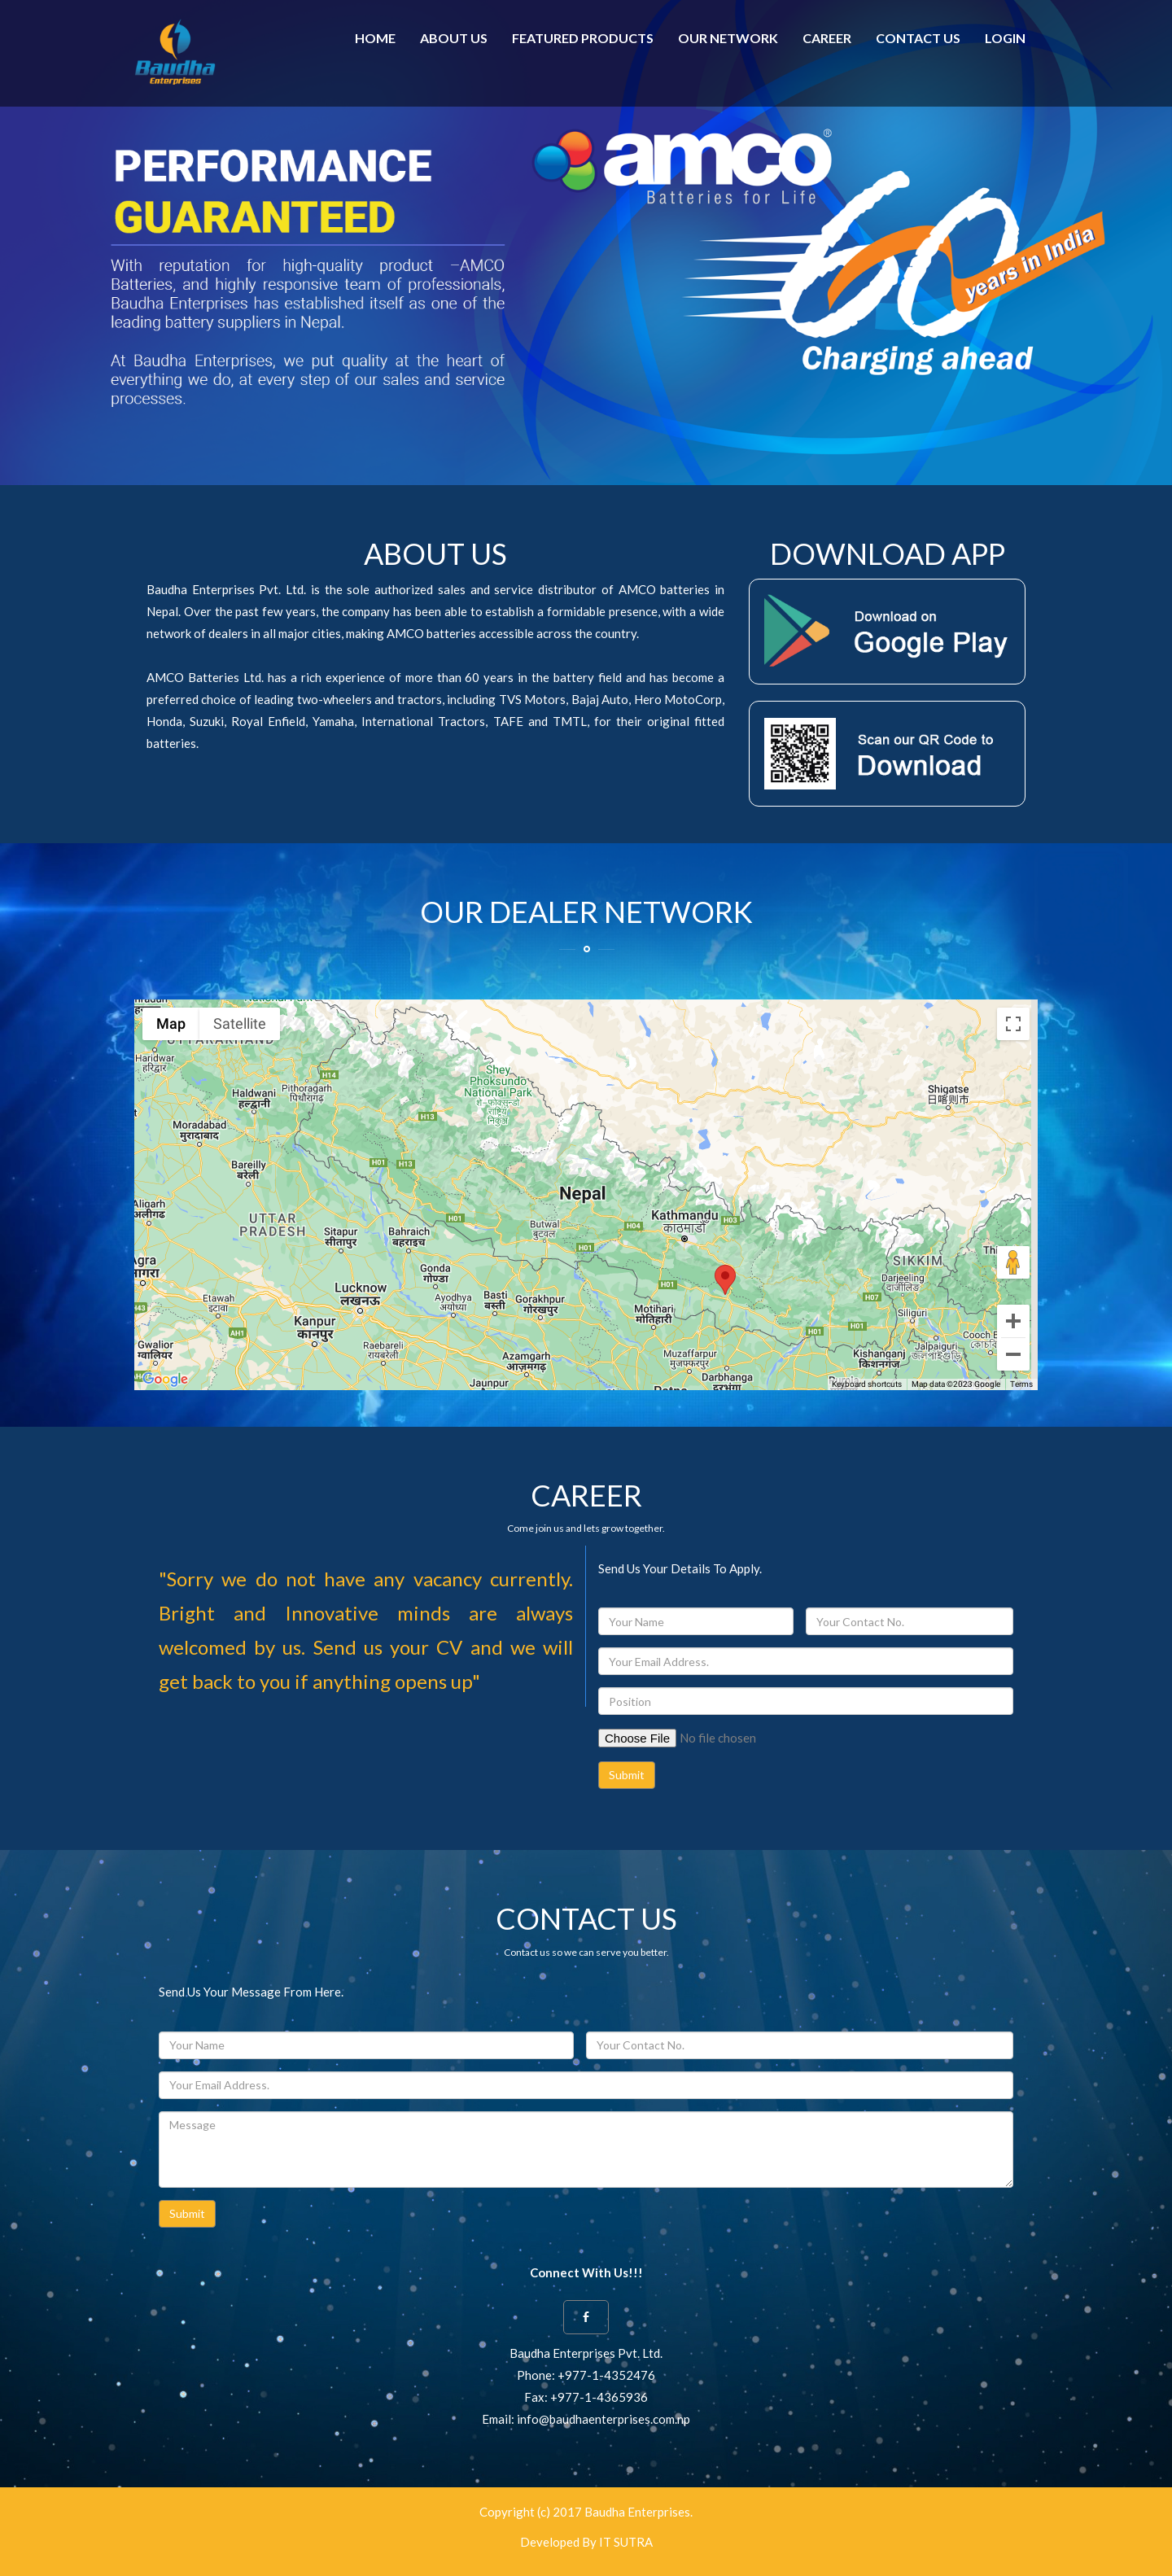 Baudha
Enterprises
HOME
ABOUT US
FEATURED PRODUCTS
OUR NETWORK
CAREER
CONTACT US
LOGIN
PERFORMANCE
GUARANTEED
With reputation for high-quality product –AMCO
Batteries, and highly responsive team of professionals,
Baudha Enterprises has established itself as one of the
leading battery suppliers in Nepal.
At Baudha Enterprises, we put quality at the heart of
everything we do, at every step of our sales and service
processes.
amco®
Batteries for Life
60
years in India
Charging ahead
ABOUT US
Baudha Enterprises Pvt. Ltd. is the sole authorized sales and service distributor of AMCO batteries in
Nepal. Over the past few years, the company has been able to establish a formidable presence, with a wide
network of dealers in all major cities, making AMCO batteries accessible across the country.
AMCO Batteries Ltd. has a rich experience of more than 60 years in the battery field and has become a
preferred choice of leading two-wheelers and tractors, including TVS Motors, Bajaj Auto, Hero MotoCorp,
Honda, Suzuki, Royal Enfield, Yamaha, International Tractors, TAFE and TMTL, for their original fitted
batteries.
DOWNLOAD APP
Download on
Google Play
Scan our QR Code to
Download
OUR DEALER NETWORK
Map
Satellite
UTTARAKHAND
Haridwar
हरिद्वार
H14
Pithoragarh
पिथौरागढ़
Haldwani
हल्द्वानी
Shey
Phoksundo
National Park
शे-फोक्सुन्डो
राष्ट्रिय
निकुञ्ज
H13
Shigatse
日喀则市
Moradabad
मुरादाबाद
Bareilly
बरेली
H01
H13
Nepal
Aligarh
अलीगढ
UTTAR
PRADESH
Sitapur
सीतापुर
Bahraich
बहराइच
H01
Butwal
बुटवल
H04
Kathmandu
काठमाडौं
H03
H01
SIKKIM
Agra
आगरा
Gonda
गोण्डा
Lucknow
लखनऊ
Ayodhya
अयोध्या
Basti
बस्ती
Gorakhpur
गोरखपुर
H01
Motihari
मोतिहारी
Darjeeling
दार्जीलिंग
H07
Siliguri
Etawah
इटावा
Kanpur
कानपुर
AH1
Gwalior
ग्वालियर
Raebareli
रायबरेली
Azamgarh
आज़मगढ़
Muzaffarpur
मुजफ्फरपुर
Darbhanga
दरभंगा
H01
H01
Kishanganj
किशनगंज
Jalpaiguri
Jaunpur
Google
Keyboard shortcuts
Map data ©2023 Google
Terms
CAREER
Come join us and lets grow together.
"Sorry we do not have any vacancy currently.
Bright and Innovative minds are always
welcomed by us. Send us your CV and we will
get back to you if anything opens up"
Send Us Your Details To Apply.
Your Name
Your Contact No.
Your Email Address.
Position
Choose File No file chosen
Submit
CONTACT US
Contact us so we can serve you better.
Send Us Your Message From Here.
Your Name
Your Contact No.
Your Email Address.
Message
Submit
Connect With Us!!!
Baudha Enterprises Pvt. Ltd.
Phone: +977-1-4352476
Fax: +977-1-4365936
Email: info@baudhaenterprises.com.np
Copyright (c) 2017 Baudha Enterprises.
Developed By IT SUTRA